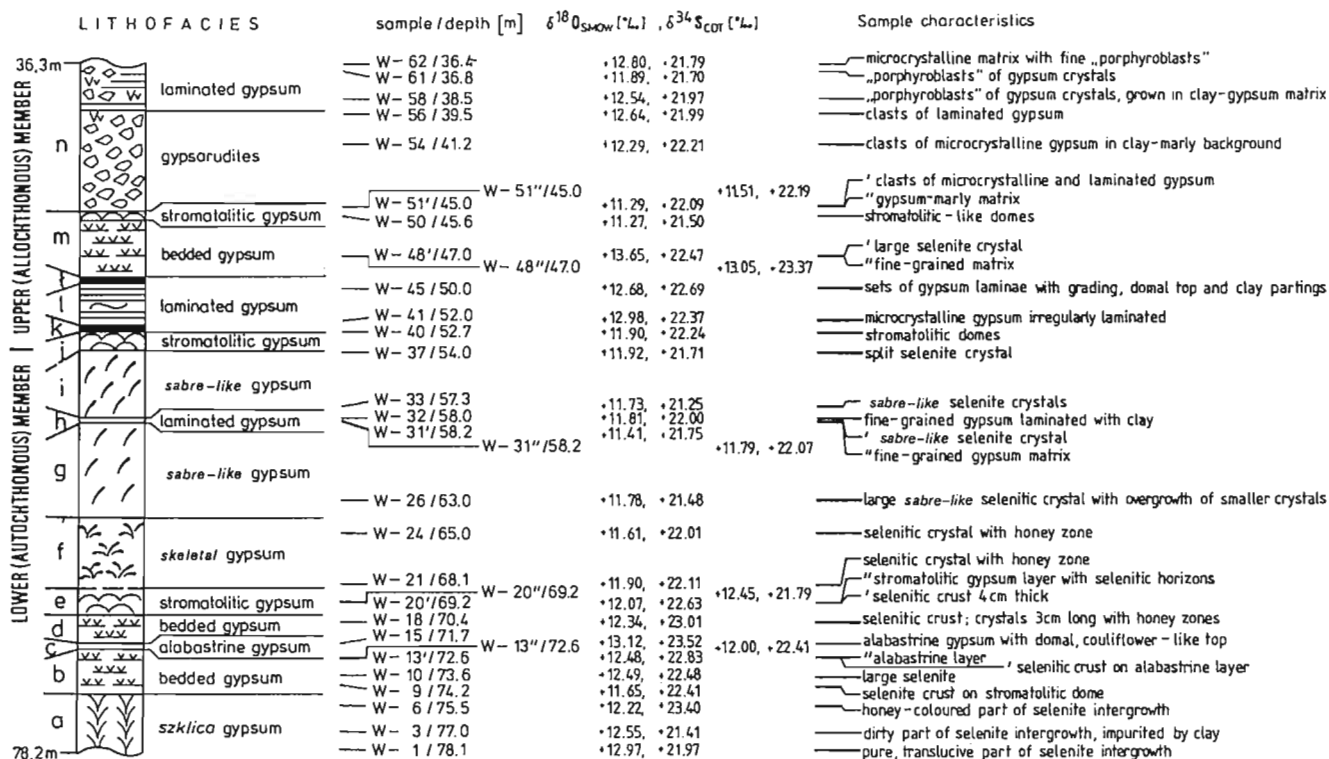 LITHOFACIES sample/depth [m] δ18O SMOW [‰], δ34S CDT [‰] Sample characteristics
36,3m
W- 62 / 36.4 +12.80, +21.79 microcrystalline matrix with fine „porphyroblasts"
W- 61 / 36.8 +11.89, +21.70 „porphyroblasts" of gypsum crystals
laminated gypsum
W- 58 / 38.5 +12.54, +21.97 „porphyroblasts" of gypsum crystals, grown in clay-gypsum matrix
W- 56 / 39.5 +12.64, +21.99 clasts of laminated gypsum
n gypsarudites W- 54 / 41.2 +12.29, +22.21 clasts of microcrystalline gypsum in clay-marly background
W- 51"/45.0 +11.51, +22.19 ' clasts of microcrystalline and laminated gypsum
W- 51'/45.0 +11.29, +22.09 "gypsum-marly matrix
stromatolitic gypsum W- 50 / 45.6 +11.27, +21.50 stromatolitic-like domes
m bedded gypsum W- 48'/47.0 +13.65, +22.47 ' large selenite crystal
W- 48"/47.0 +13.05, +23.37 "fine-grained matrix
W- 45 / 50.0 +12.68, +22.69 sets of gypsum laminae with grading, domal top and clay partings
l laminated gypsum
W- 41 / 52.0 +12.98, +22.37 microcrystalline gypsum irregularly laminated
k
W- 40 / 52.7 +11.90, +22.24 stromatolitic domes
j stromatolitic gypsum
W- 37 / 54.0 +11.92, +21.71 split selenite crystal
i sabre-like gypsum
W- 33 / 57.3 +11.73, +21.25 sabre-like selenite crystals
h laminated gypsum W- 32 / 58.0 +11.81, +22.00 fine-grained gypsum laminated with clay
W- 31'/58.2 +11.41, +21.75 ' sabre-like selenite crystal
W- 31"/58.2 +11.79, +22.07 "fine-grained gypsum matrix
g sabre-like gypsum
W- 26 / 63.0 +11.78, +21.48 large sabre-like selenitic crystal with overgrowth of smaller crystals
W- 24 / 65.0 +11.61, +22.01 selenitic crystal with honey zone
f skeletal gypsum
selenitic crystal with honey zone
W- 21 / 68.1 +11.90, +22.11 "stromatolitic gypsum layer with selenitic horizons
W- 20"/69.2 +12.45, +21.79
e stromatolitic gypsum W- 20'/69.2 +12.07, +22.63 ' selenitic crust 4cm thick
d bedded gypsum W- 18 / 70.4 +12.34, +23.01 selenitic crust; crystals 3cm long with honey zones
W- 15 / 71.7 +13.12, +23.52 alabastrine gypsum with domal, couliflower-like top
c alabastrine gypsum W- 13"/72.6 +12.00, +22.41
W- 13'/72.6 +12.48, +22.83 "alabastrine layer ' selenitic crust on alabastrine layer
b bedded gypsum W- 10 / 73.6 +12.49, +22.48 large selenite
W- 9 / 74.2 +11.65, +22.41 selenite crust on stromatolitic dome
W- 6 / 75.5 +12.22, +23.40 honey-coloured part of selenite intergrowth
a szklica gypsum
W- 3 / 77.0 +12.55, +21.41 dirty part of selenite intergrowth, impurited by clay
78,2m W- 1 / 78.1 +12.97, +21.97 pure, translucive part of selenite intergrowth
LOWER (AUTOCHTHONOUS) MEMBER | UPPER (ALLOCHTHONOUS) MEMBER